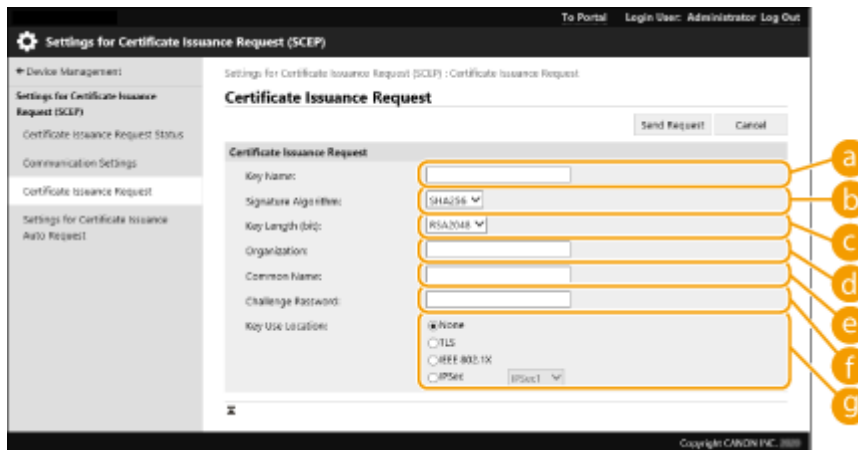 To Portal Login User: Administrator Log Out
Settings for Certificate Issuance Request (SCEP)
Device Management
Settings for Certificate Issuance Request (SCEP) : Certificate Issuance Request
Settings for Certificate Issuance
Request (SCEP)
Certificate Issuance Request Status
Communication Settings
Certificate Issuance Request
Settings for Certificate Issuance
Auto Request
Certificate Issuance Request
Send Request Cancel
Certificate Issuance Request
Key Name: a
Signature Algorithm: SHA256 b
Key Length (bit): RSA2048 c
Organization: d
Common Name: e
Challenge Password: f
Key Use Location: None g
TLS
IEEE 802.1X
IPSec IPSec1
Copyright CANON INC. 2020